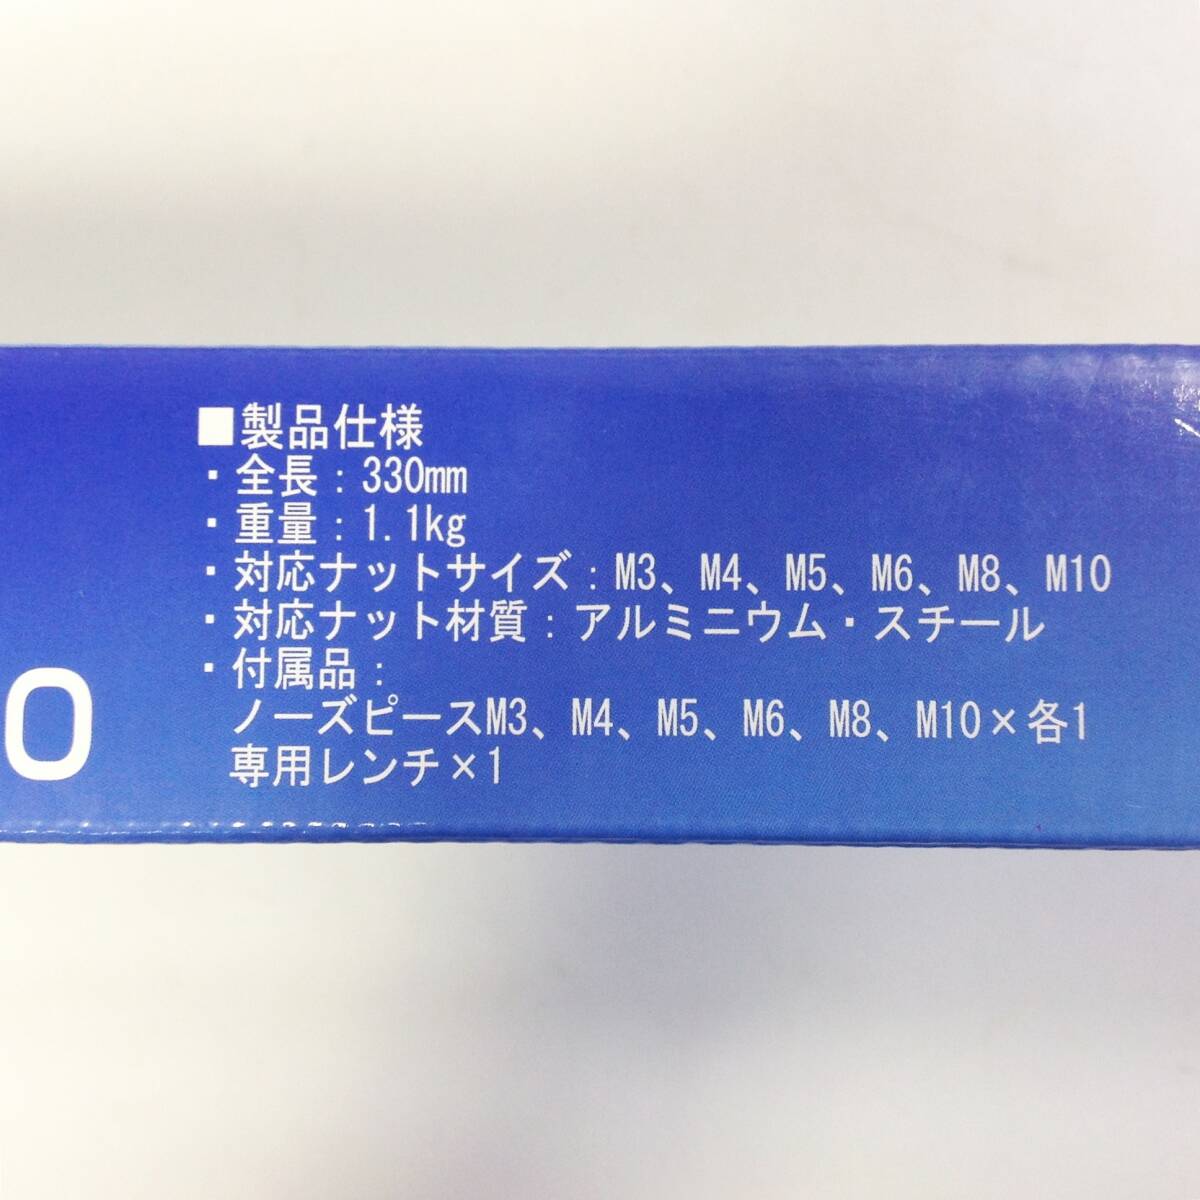 ■製品仕様
・全長：330mm
・重量：1.1kg
・対応ナットサイズ：M3、M4、M5、M6、M8、M10
・対応ナット材質：アルミニウム・スチール
・付属品：
ノーズピースM3、M4、M5、M6、M8、M10×各1
専用レンチ×1
0